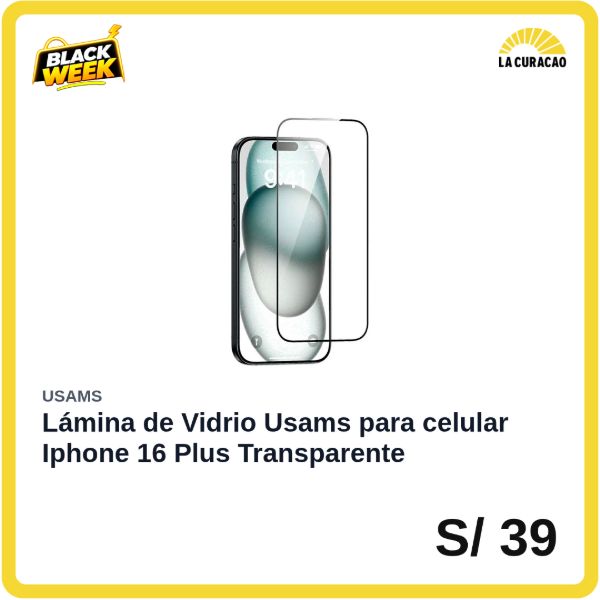 BLACK
WEEK
LA CURACAO
9:41
USAMS
Lámina de Vidrio Usams para celular
Iphone 16 Plus Transparente
S/ 39